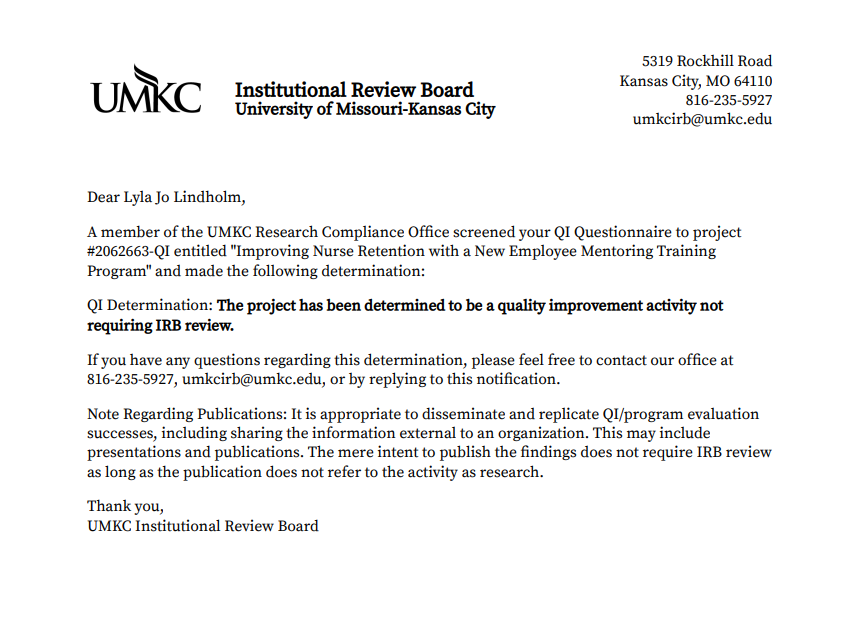 UMKC
Institutional Review Board
University of Missouri-Kansas City
5319 Rockhill Road
Kansas City, MO 64110
816-235-5927
umkcirb@umkc.edu
Dear Lyla Jo Lindholm,
A member of the UMKC Research Compliance Office screened your QI Questionnaire to project
#2062663-QI entitled "Improving Nurse Retention with a New Employee Mentoring Training
Program" and made the following determination:
QI Determination: The project has been determined to be a quality improvement activity not
requiring IRB review.
If you have any questions regarding this determination, please feel free to contact our office at
816-235-5927, umkcirb@umkc.edu, or by replying to this notification.
Note Regarding Publications: It is appropriate to disseminate and replicate QI/program evaluation
successes, including sharing the information external to an organization. This may include
presentations and publications. The mere intent to publish the findings does not require IRB review
as long as the publication does not refer to the activity as research.
Thank you,
UMKC Institutional Review Board